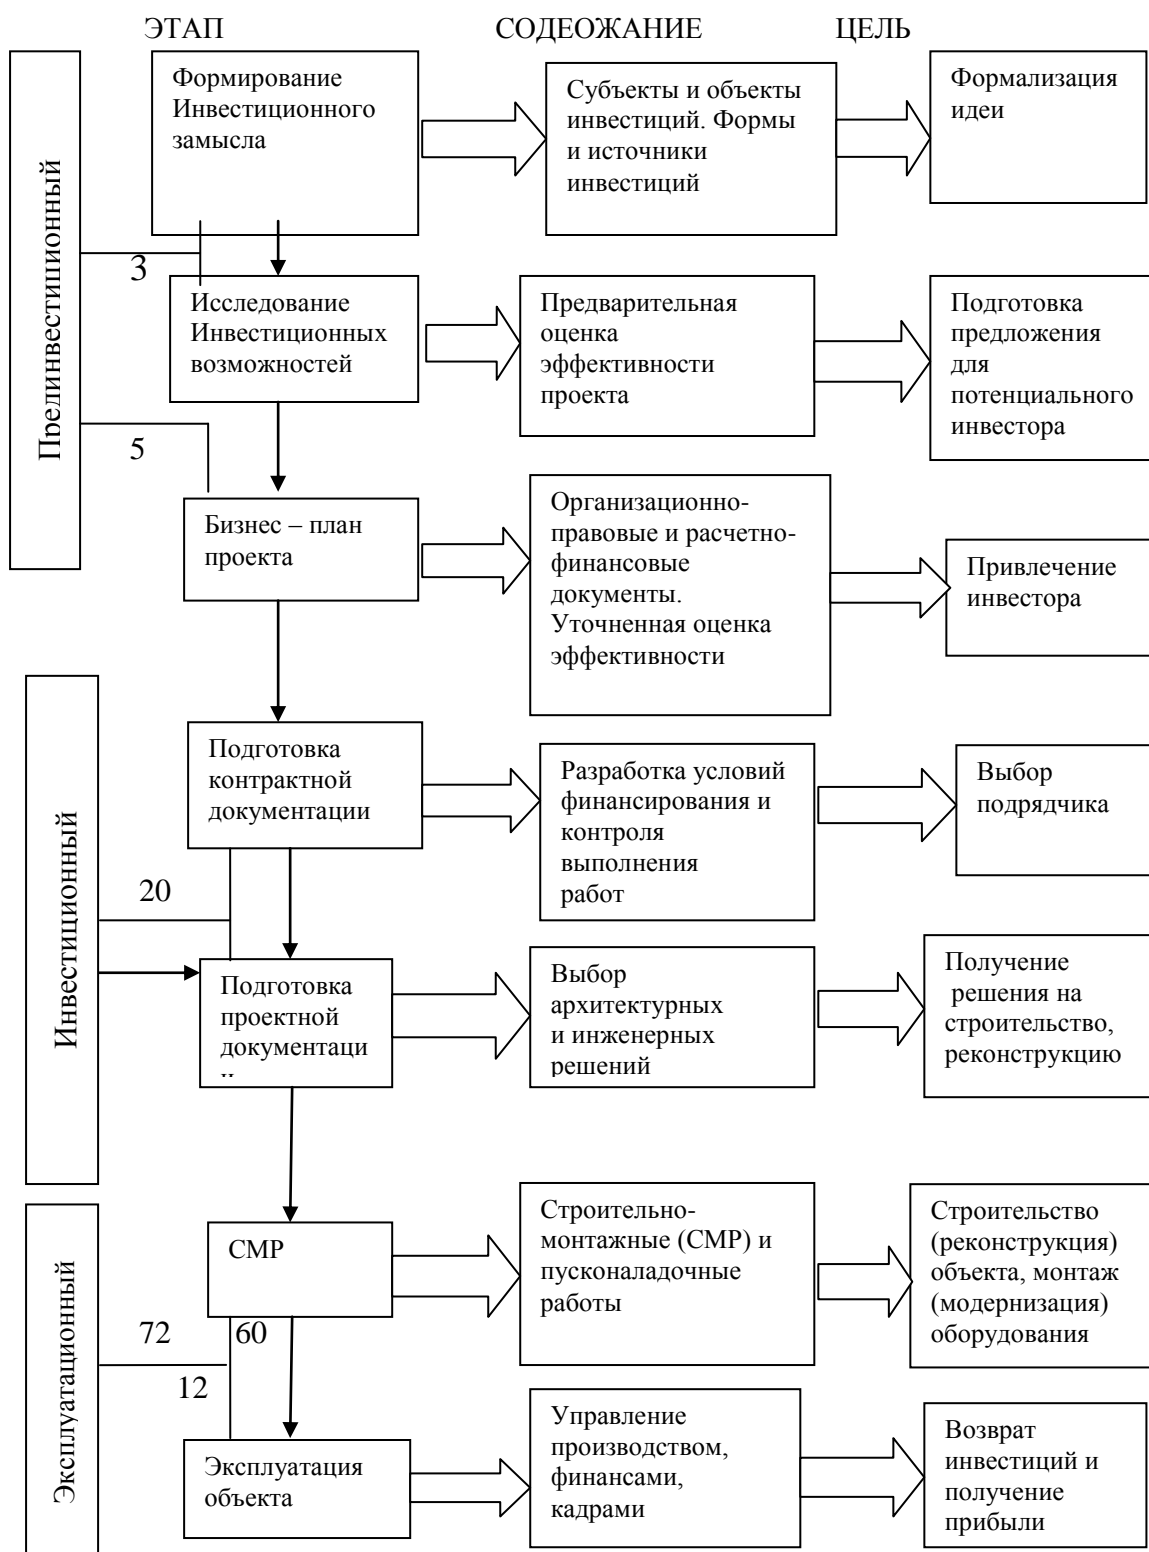 ЭТАП
СОДЕОЖАНИЕ
ЦЕЛЬ
Прединвестиционный
Формирование
Инвестиционного
замысла
Субъекты и объекты
инвестиций. Формы
и источники
инвестиций
Формализация
идеи
3
Исследование
Инвестиционных
возможностей
Предварительная
оценка
эффективности
проекта
Подготовка
предложения
для
потенциального
инвестора
5
Бизнес – план
проекта
Организационно-
правовые и расчетно-
финансовые
документы.
Уточненная оценка
эффективности
Привлечение
инвестора
Инвестиционный
Подготовка
контрактной
документации
Разработка условий
финансирования и
контроля
выполнения
работ
Выбор
подрядчика
20
Подготовка
проектной
документаци
и
Выбор
архитектурных
и инженерных
решений
Получение
решения на
строительство,
реконструкцию
Эксплуатационный
СМР
Строительно-
монтажные (СМР) и
пусконаладочные
работы
Строительство
(реконструкция)
объекта, монтаж
(модернизация)
оборудования
72
60
12
Эксплуатация
объекта
Управление
производством,
финансами,
кадрами
Возврат
инвестиций и
получение
прибыли